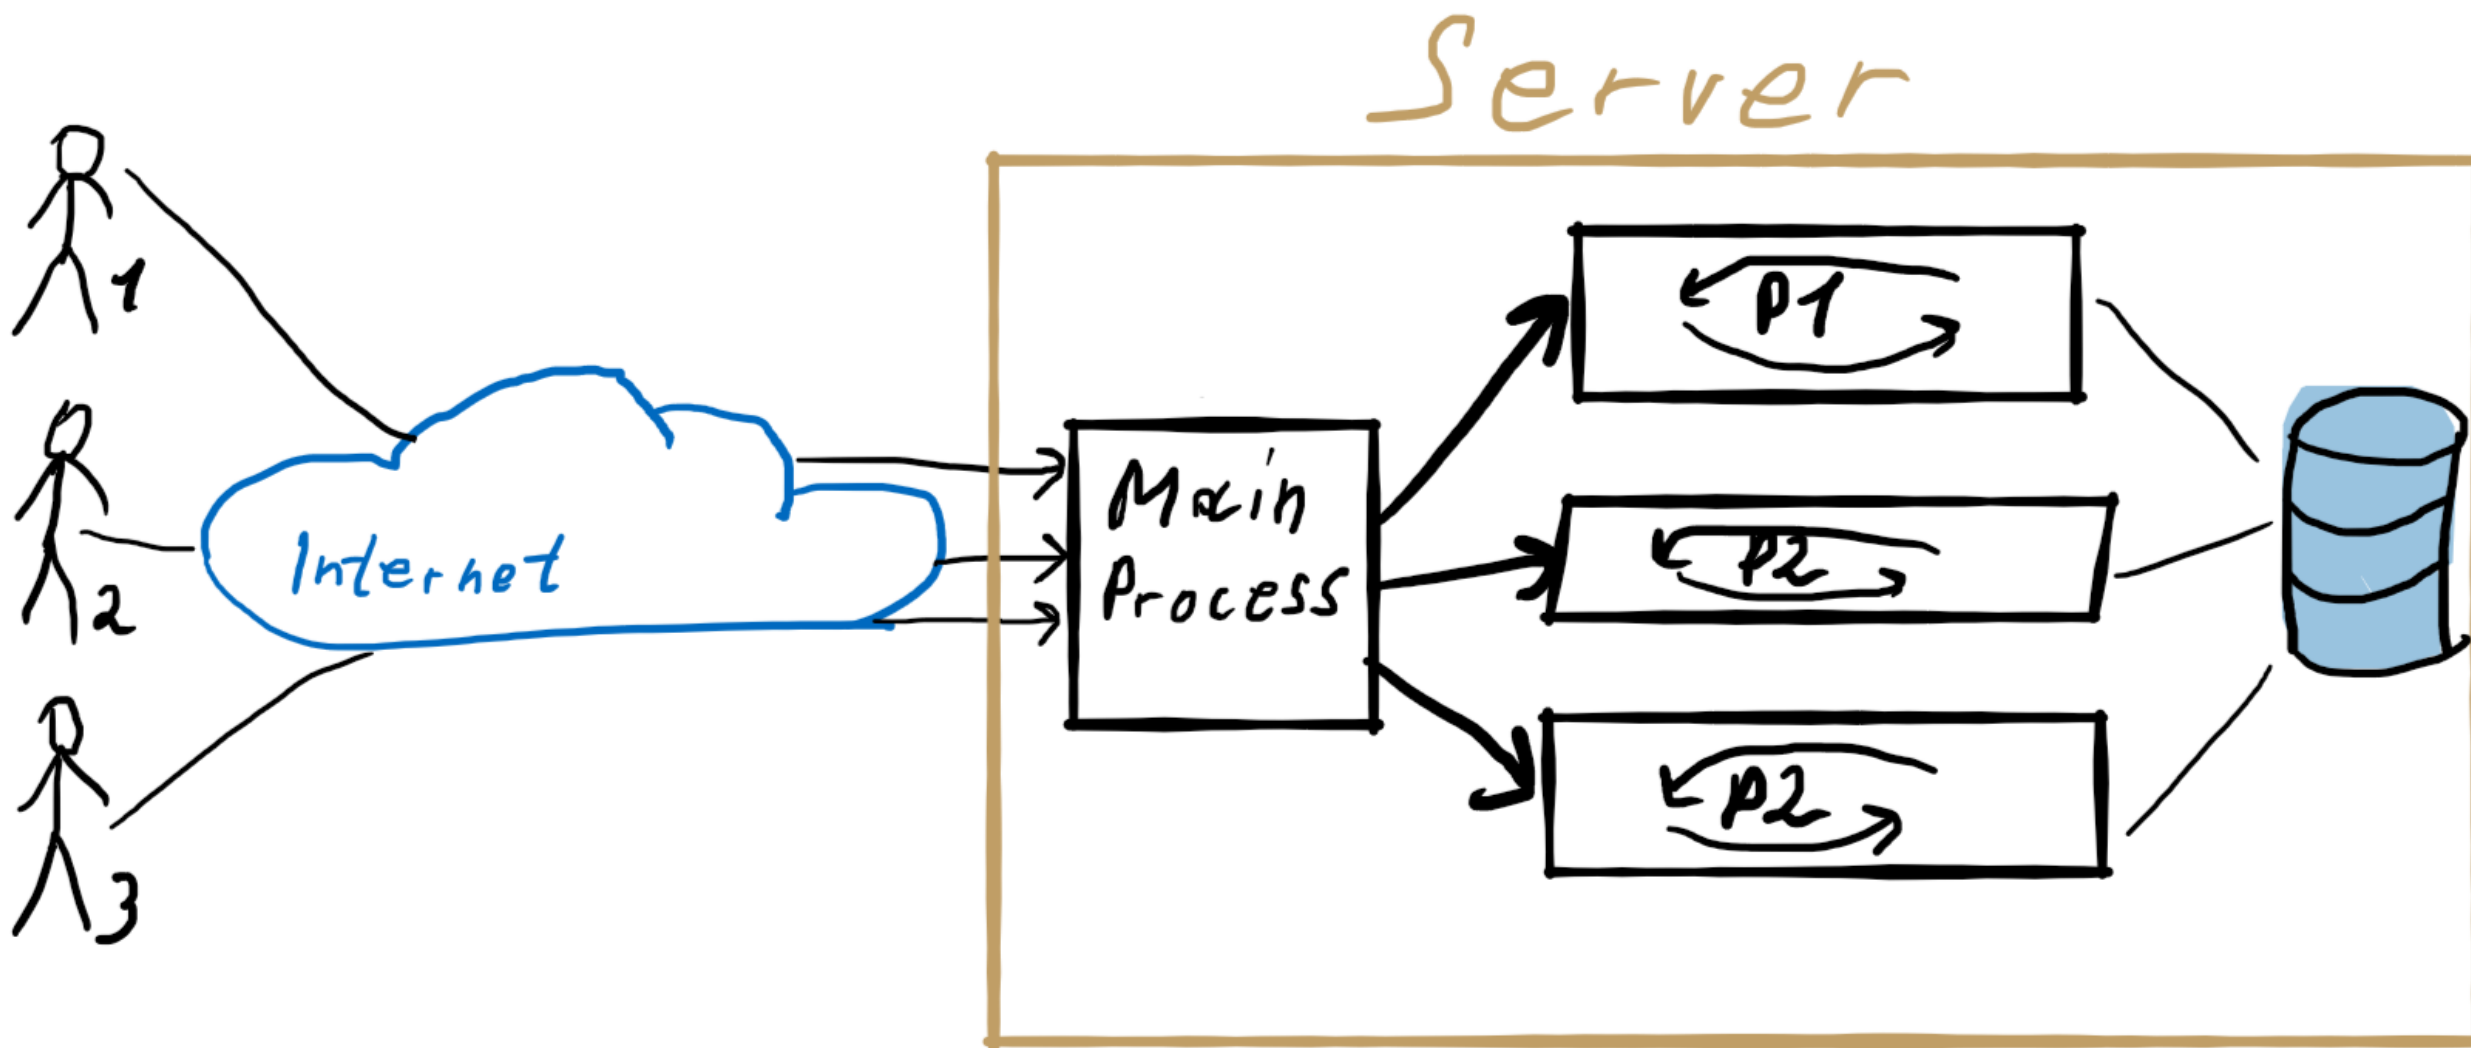 Server
1
2
3
Internet
Main
Process
P1
P2
P2